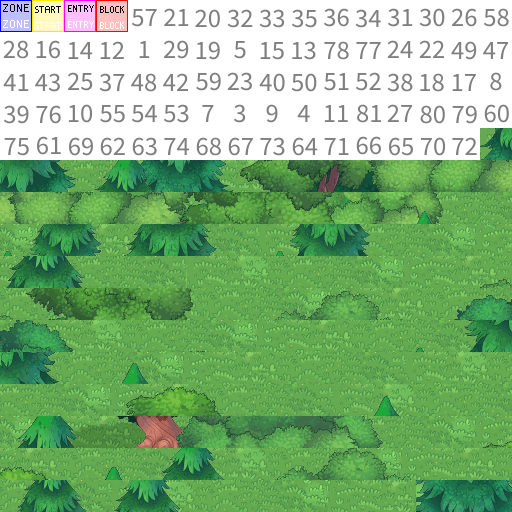 ZONE START ENTRY BLOCK 57 21 20 32 33 35 36 34 31 30 26 58
ZONE START ENTRY BLOCK
28 16 14 12 1 29 19 5 15 13 78 77 24 22 49 47
41 43 25 37 48 42 59 23 40 50 51 52 38 18 17 8
39 76 10 55 54 53 7 3 9 4 11 81 27 80 79 60
75 61 69 62 63 74 68 67 73 64 71 66 65 70 72